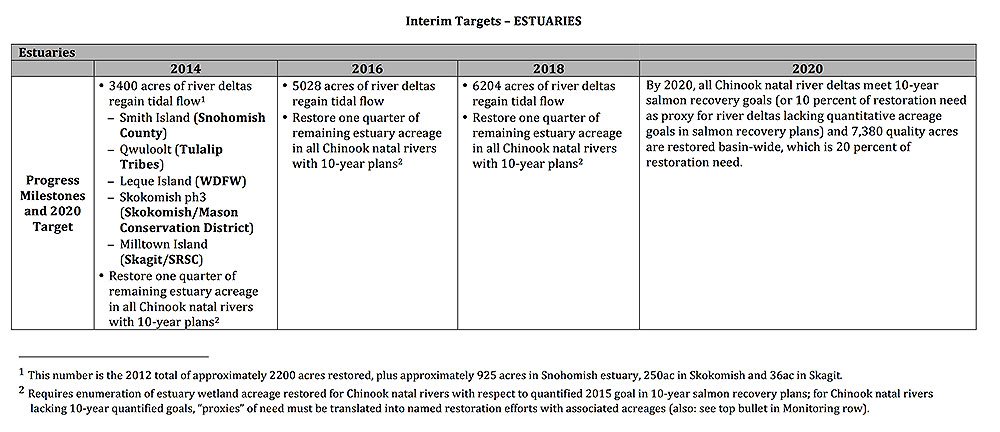 Interim Targets – ESTUARIES
Estuaries
2014
2016
2018
2020
Progress
Milestones
and 2020
Target
• 3400 acres of river deltas
regain tidal flow¹
– Smith Island (Snohomish
County)
– Qwuloolt (Tulalip
Tribes)
– Leque Island (WDFW)
– Skokomish ph3
(Skokomish/Mason
Conservation District)
– Milltown Island
(Skagit/SRSC)
• Restore one quarter of
remaining estuary acreage
in all Chinook natal rivers
with 10-year plans²
• 5028 acres of river deltas
regain tidal flow
• Restore one quarter of
remaining estuary acreage
in all Chinook natal rivers
with 10-year plans²
• 6204 acres of river deltas
regain tidal flow
• Restore one quarter of
remaining estuary acreage
in all Chinook natal rivers
with 10-year plans²
By 2020, all Chinook natal river deltas meet 10-year
salmon recovery goals (or 10 percent of restoration need
as proxy for river deltas lacking quantitative acreage
goals in salmon recovery plans) and 7,380 quality acres
are restored basin-wide, which is 20 percent of
restoration need.
¹ This number is the 2012 total of approximately 2200 acres restored, plus approximately 925 acres in Snohomish estuary, 250ac in Skokomish and 36ac in Skagit.
² Requires enumeration of estuary wetland acreage restored for Chinook natal rivers with respect to quantified 2015 goal in 10-year salmon recovery plans; for Chinook natal rivers
lacking 10-year quantified goals, “proxies” of need must be translated into named restoration efforts with associated acreages (also: see top bullet in Monitoring row).